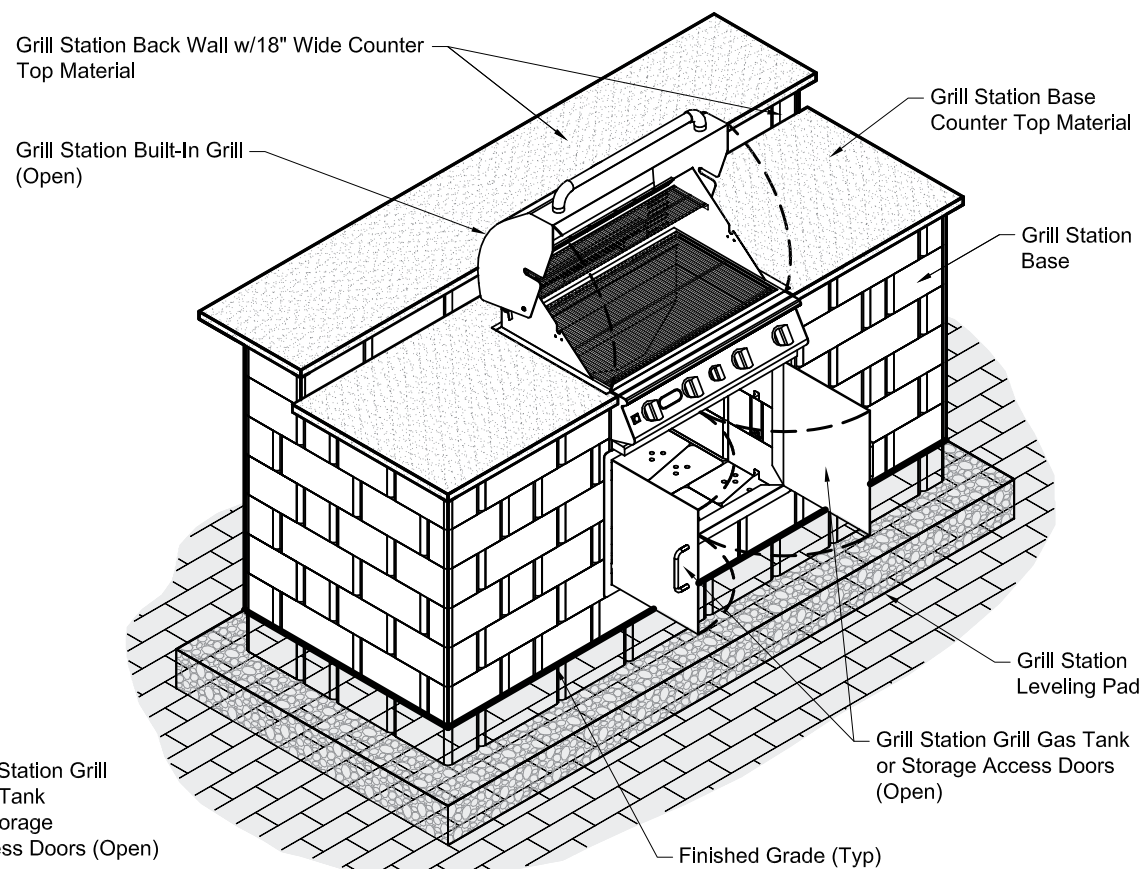 Grill Station Back Wall w/18" Wide Counter
Top Material
Grill Station Built-In Grill
(Open)
Grill Station Base
Counter Top Material
Grill Station
Base
Grill Station
Leveling Pad
Grill Station Grill Gas Tank
or Storage Access Doors
(Open)
Finished Grade (Typ)
Station Grill
Tank
Doors (Open)